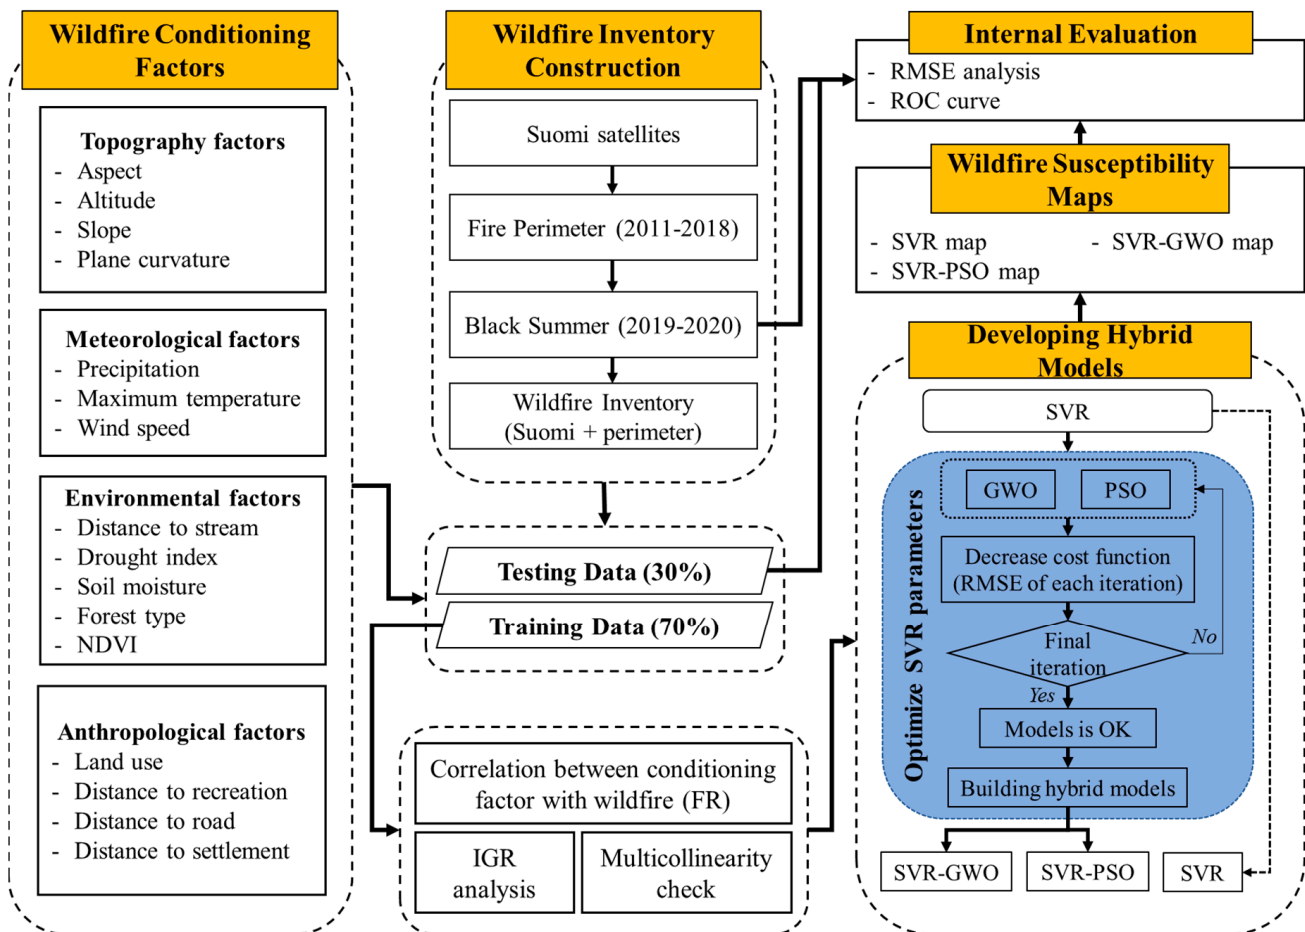 Wildfire Conditioning
Factors
Topography factors
- Aspect
- Altitude
- Slope
- Plane curvature
Meteorological factors
- Precipitation
- Maximum temperature
- Wind speed
Environmental factors
- Distance to stream
- Drought index
- Soil moisture
- Forest type
- NDVI
Anthropological factors
- Land use
- Distance to recreation
- Distance to road
- Distance to settlement
Wildfire Inventory
Construction
Suomi satellites
Fire Perimeter (2011-2018)
Black Summer (2019-2020)
Wildfire Inventory
(Suomi + perimeter)
Testing Data (30%)
Training Data (70%)
Correlation between conditioning
factor with wildfire (FR)
IGR
analysis
Multicollinearity
check
Internal Evaluation
- RMSE analysis
- ROC curve
Wildfire Susceptibility
Maps
- SVR map
- SVR-GWO map
- SVR-PSO map
Developing Hybrid
Models
SVR
Optimize SVR parameters
GWO
PSO
Decrease cost function
(RMSE of each iteration)
Final
iteration
No
Yes
Models is OK
Building hybrid models
SVR-GWO
SVR-PSO
SVR